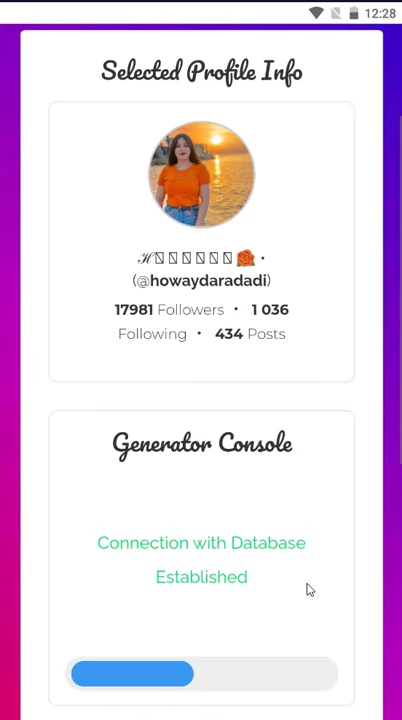 12:28
Selected Profile Info
(@howaydaradadi)
17981 Followers • 1 036
Following • 434 Posts
Generator Console
Connection with Database
Established